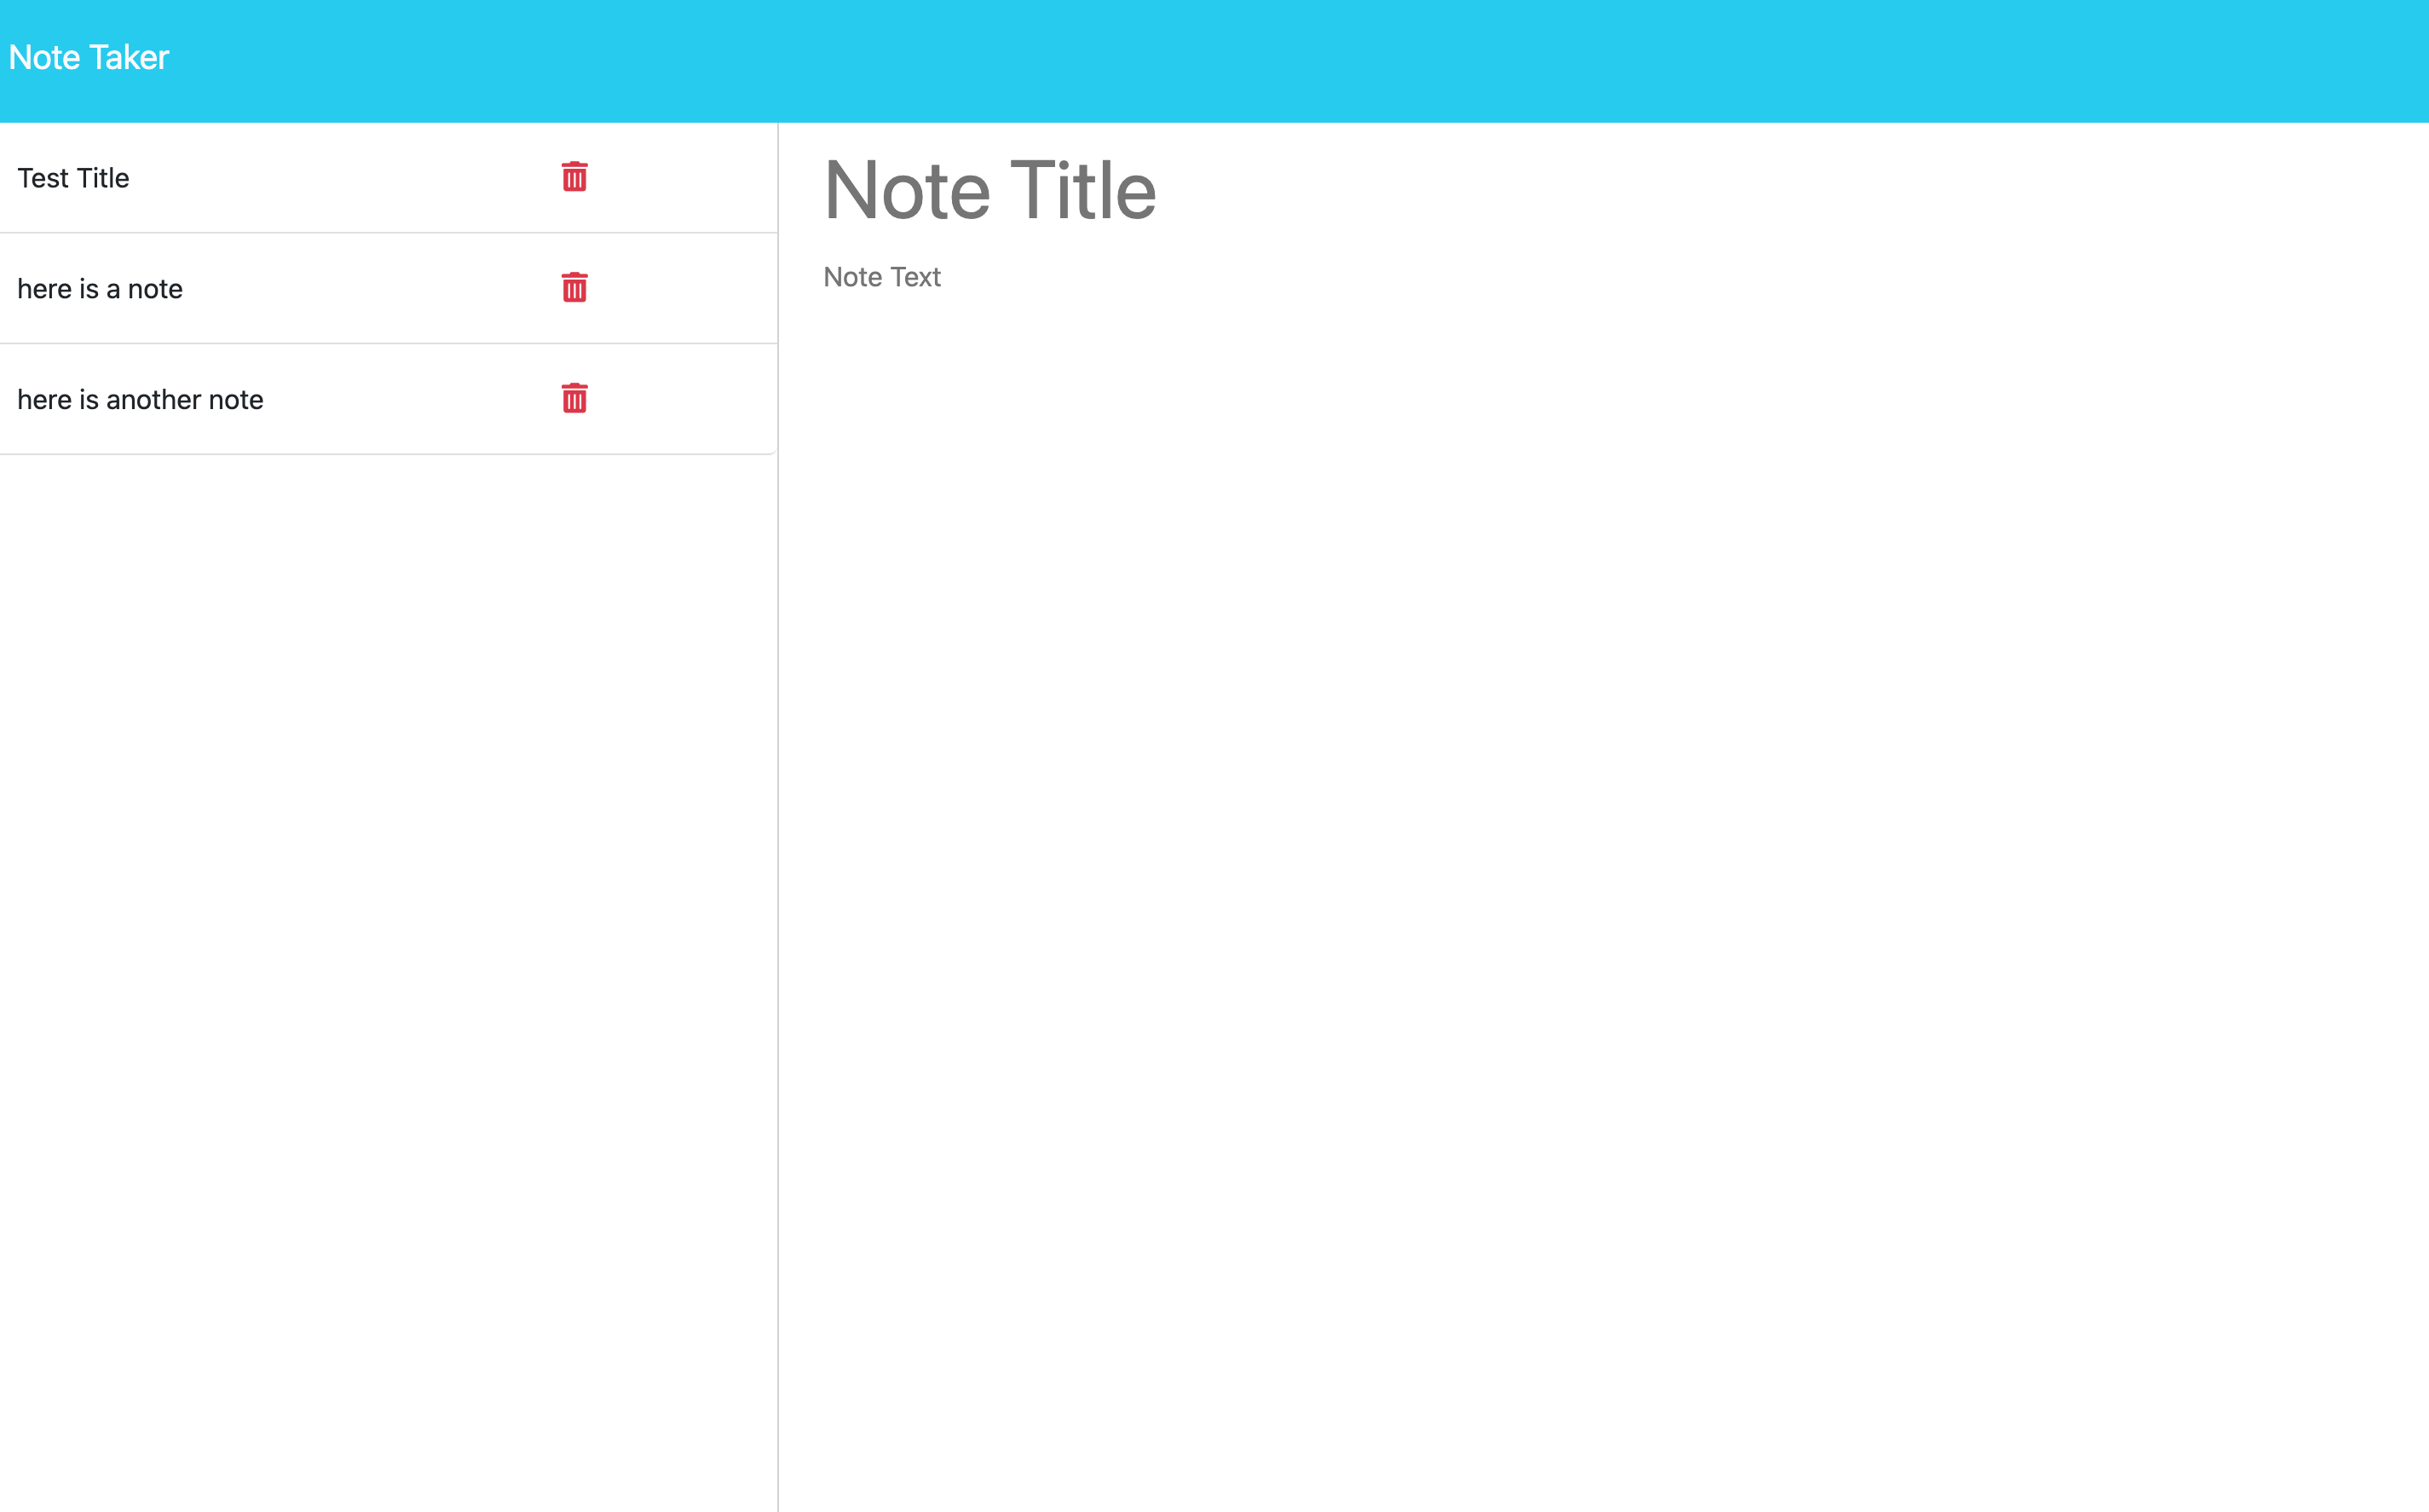 Note Taker
Test Title
here is a note
here is another note
Note Title
Note Text